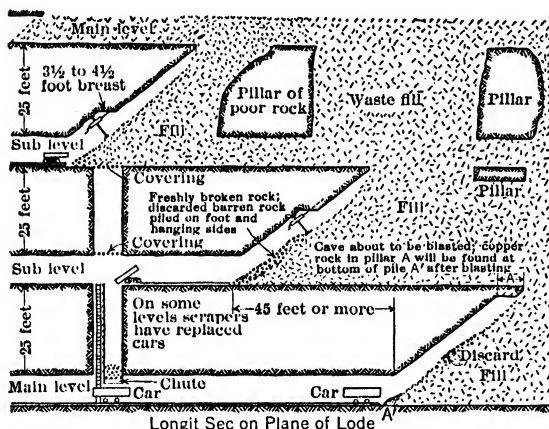 Main level
25 feet
3½ to 4½
foot breast
Pillar of
poor rock
Waste fill
Pillar
Fill
Sub level
Covering
Pillar
Freshly broken rock;
discarded barren rock
piled on foot and
hanging sides
25 feet
Fill
Covering
Cave about to be blasted; copper
rock in pillar A will be found at
bottom of pile A' after blasting
Sub level
A
On some
levels scrapers
have replaced
cars
45 feet or more
25 feet
Discard
Fill
Main level
Chute
Car
Car
A'
Longit Sec on Plane of Lode